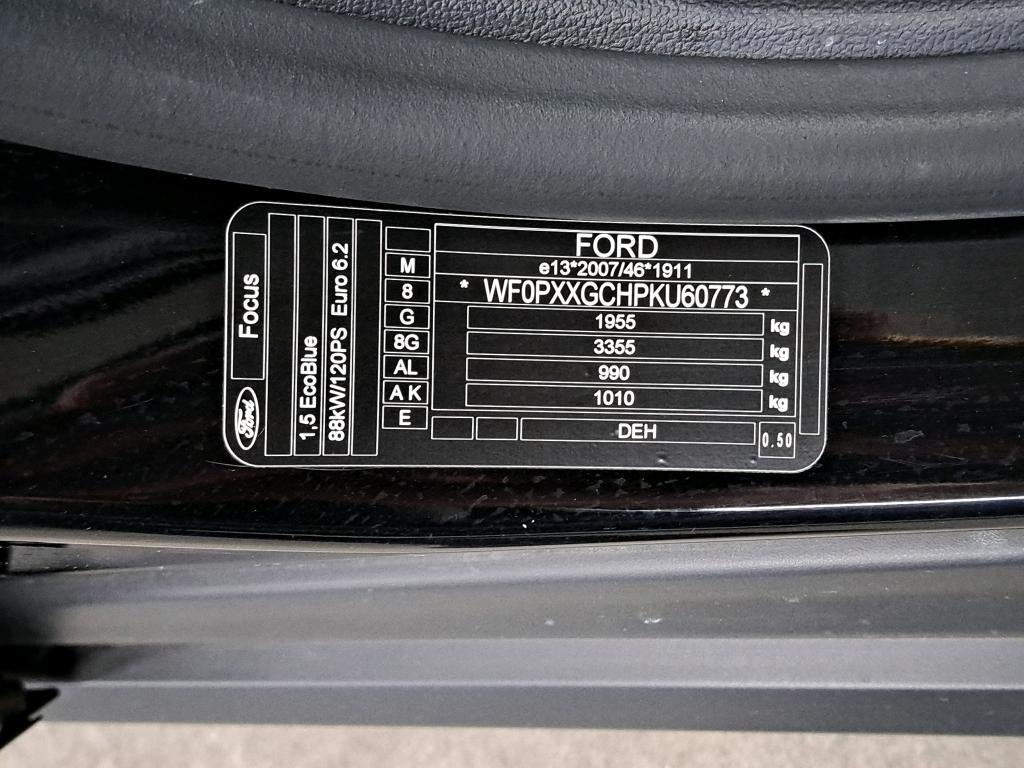 FORD
e13*2007/46*1911
* WF0PXXGCHPKU60773 *
1955 kg
3355 kg
990 kg
1010 kg
DEH
0.50
M
8
G
8G
AL
A K
E
Focus
Ford
1,5 EcoBlue
88kW/120PS Euro 6.2